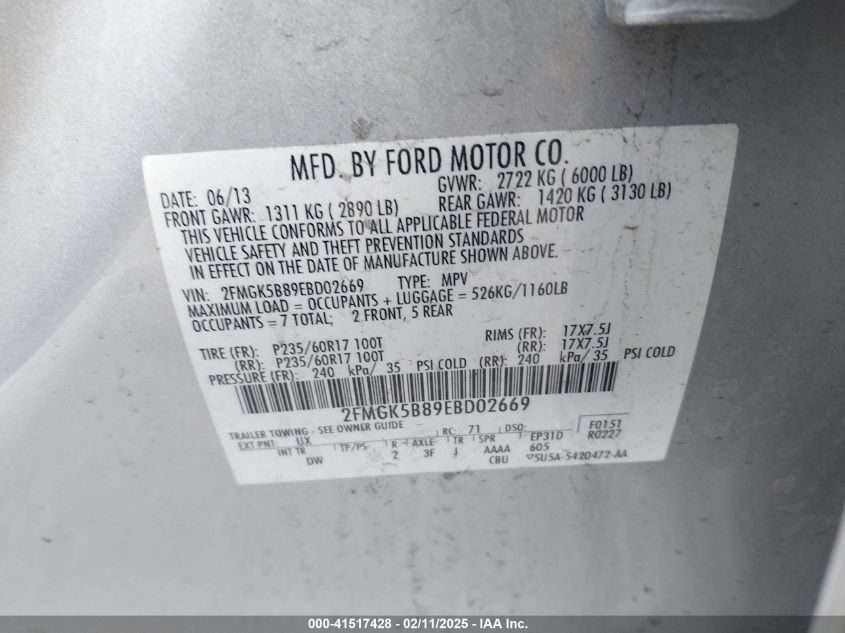 MFD. BY FORD MOTOR CO.
DATE: 06/13 GVWR: 2722 KG ( 6000 LB)
FRONT GAWR: 1311 KG ( 2890 LB) REAR GAWR: 1420 KG ( 3130 LB)
THIS VEHICLE CONFORMS TO ALL APPLICABLE FEDERAL MOTOR
VEHICLE SAFETY AND THEFT PREVENTION STANDARDS
IN EFFECT ON THE DATE OF MANUFACTURE SHOWN ABOVE.
VIN: 2FMGK5B89EBD02669 TYPE: MPV
MAXIMUM LOAD = OCCUPANTS + LUGGAGE = 526KG/1160LB
OCCUPANTS = 7 TOTAL; 2 FRONT, 5 REAR
TIRE (FR): P235/60R17 100T RIMS (FR): 17X7.5J
(RR): P235/60R17 100T (RR): 17X7.5J
PRESSURE (FR): 240 kPa/ 35 PSI COLD (RR): 240 kPa/ 35 PSI COLD
2FMGK5B89EBD02669
TRAILER TOWING - SEE OWNER GUIDE RC: 71 DSO: F0151
EXT PNT: UX EP31D R0227
INT TR TP/PS R AXLE TR SPR 605
DW 2 3F J AAAA
CBU 5U5A-5420472-AA
000-41517428 - 02/11/2025 - IAA Inc.